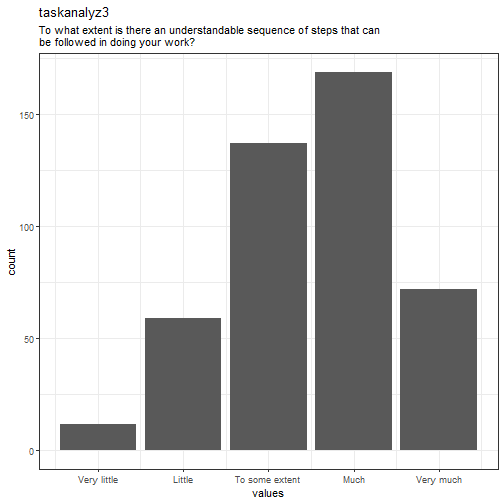 taskanalyz3
To what extent is there an understandable sequence of steps that can
be followed in doing your work?
count
150
100
50
0
Very little
Little
To some extent
Much
Very much
values